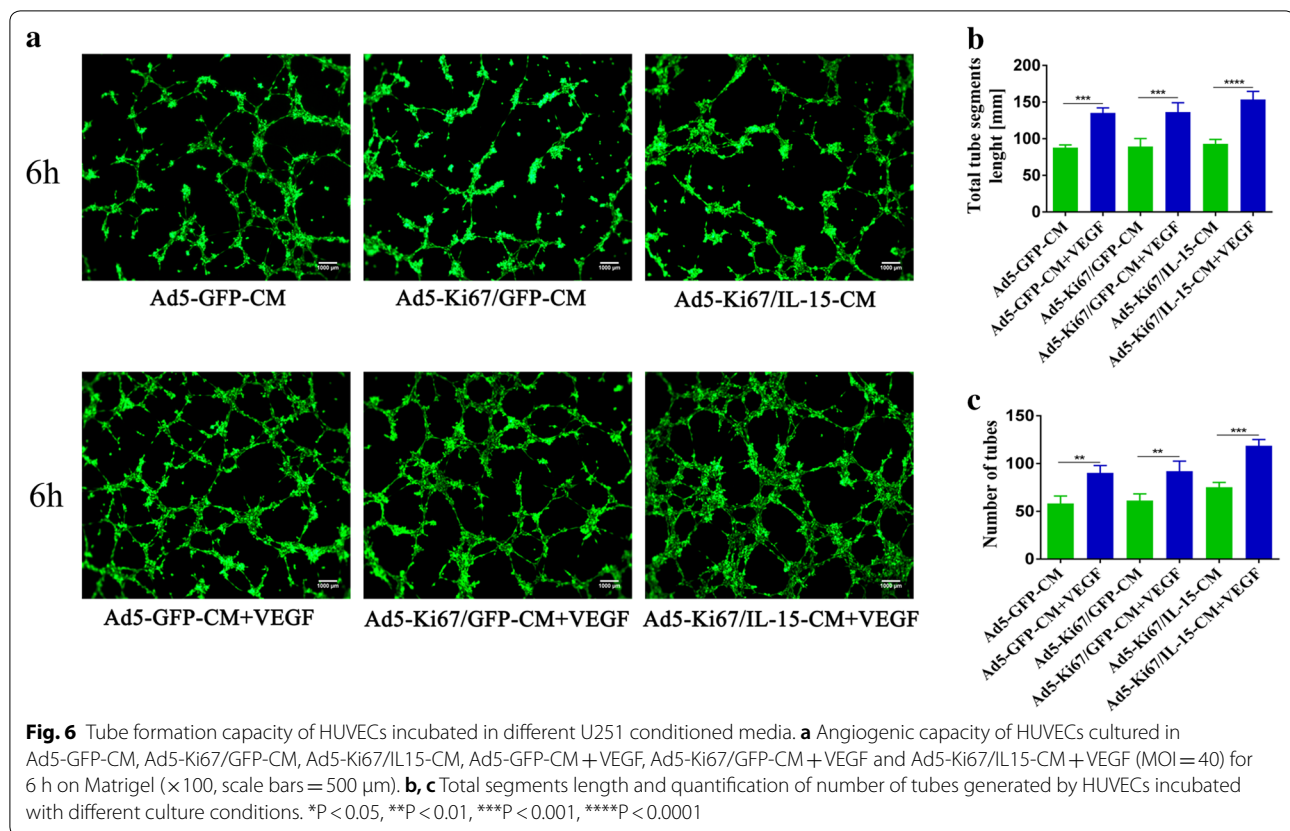 a
6h
1000 µm
1000 µm
1000 µm
Ad5-GFP-CM
Ad5-Ki67/GFP-CM
Ad5-Ki67/IL-15-CM
6h
1000 µm
1000 µm
1000 µm
Ad5-GFP-CM+VEGF
Ad5-Ki67/GFP-CM+VEGF
Ad5-Ki67/IL-15-CM+VEGF
b
Total tube segments
lenght [mm]
200
150
100
50
0
***
***
****
Ad5-GFP-CM
Ad5-GFP-CM+VEGF
Ad5-Ki67/GFP-CM
Ad5-Ki67/GFP-CM+VEGF
Ad5-Ki67/IL-15-CM
Ad5-Ki67/IL-15-CM+VEGF
c
Number of tubes
150
100
50
0
**
**
***
Ad5-GFP-CM
Ad5-GFP-CM+VEGF
Ad5-Ki67/GFP-CM
Ad5-Ki67/GFP-CM+VEGF
Ad5-Ki67/IL-15-CM
Ad5-Ki67/IL-15-CM+VEGF
Fig. 6 Tube formation capacity of HUVECs incubated in different U251 conditioned media. a Angiogenic capacity of HUVECs cultured in
Ad5-GFP-CM, Ad5-Ki67/GFP-CM, Ad5-Ki67/IL15-CM, Ad5-GFP-CM + VEGF, Ad5-Ki67/GFP-CM + VEGF and Ad5-Ki67/IL15-CM + VEGF (MOI = 40) for
6 h on Matrigel (×100, scale bars = 500 µm). b, c Total segments length and quantification of number of tubes generated by HUVECs incubated
with different culture conditions. *P < 0.05, **P < 0.01, ***P < 0.001, ****P < 0.0001